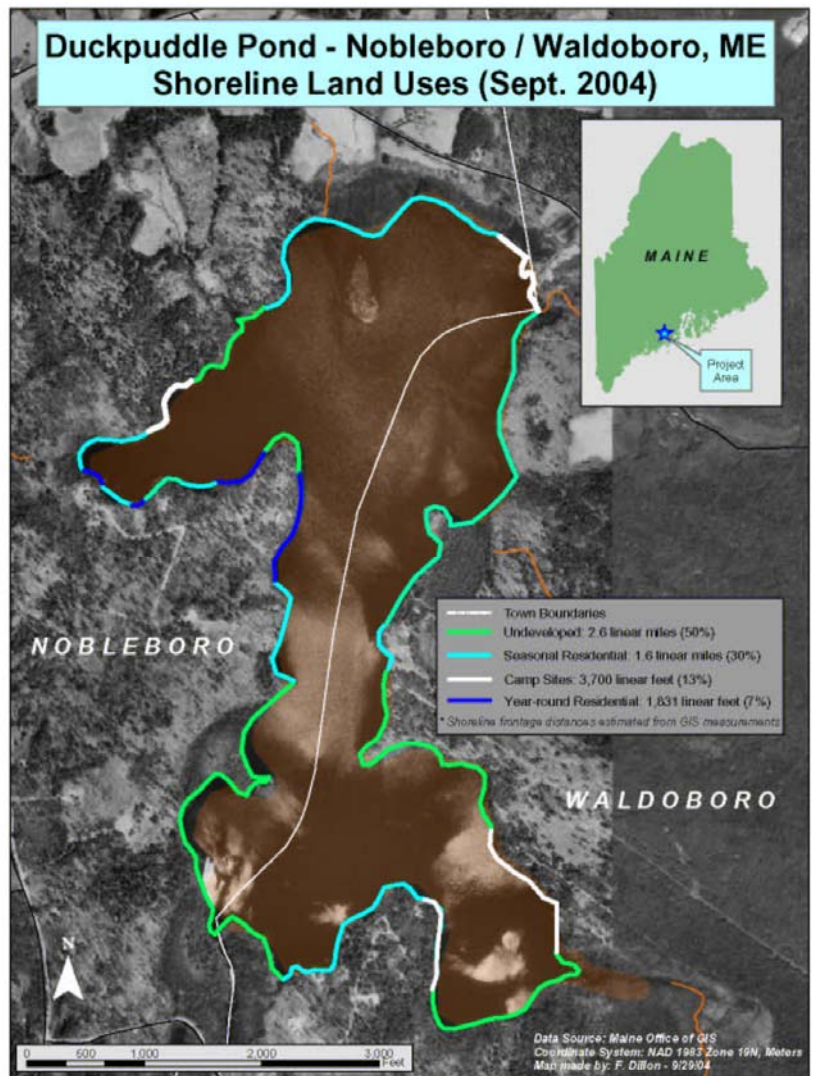 Duckpuddle Pond - Nobleboro / Waldoboro, ME
Shoreline Land Uses (Sept. 2004)
MAINE
Project
Area
Town Boundaries
Undeveloped: 2.6 linear miles (50%)
Seasonal Residential: 1.6 linear miles (30%)
Camp Sites: 3,700 linear feet (13%)
Year-round Residential: 1,831 linear feet (7%)
* Shoreline frontage distances estimated from GIS measurements
NOBLEBORO
WALDOBORO
N
0 500 1,000 2,000 3,000
Feet
Data Source: Maine Office of GIS
Coordinate System: NAD 1983 Zone 19N, Meters
Map made by: F. Dillon - 9/29/04